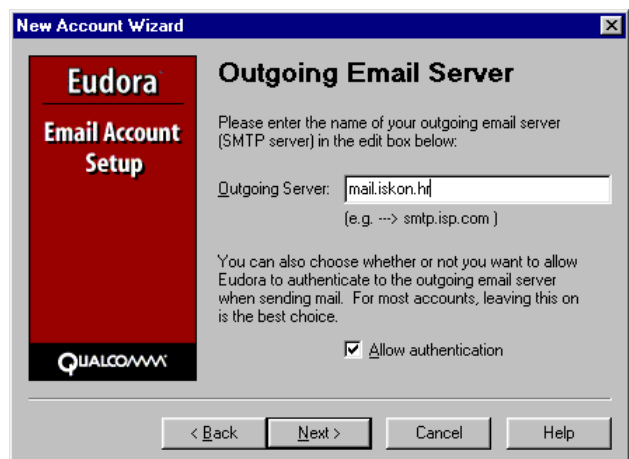 New Account Wizard
Eudora
Email Account
Setup
QUALCOMM
Outgoing Email Server
Please enter the name of your outgoing email server
(SMTP server) in the edit box below:
Outgoing Server: mail.iskon.hr
(e.g. ---> smtp.isp.com )
You can also choose whether or not you want to allow
Eudora to authenticate to the outgoing email server
when sending mail. For most accounts, leaving this on
is the best choice.
Allow authentication
< Back Next > Cancel Help